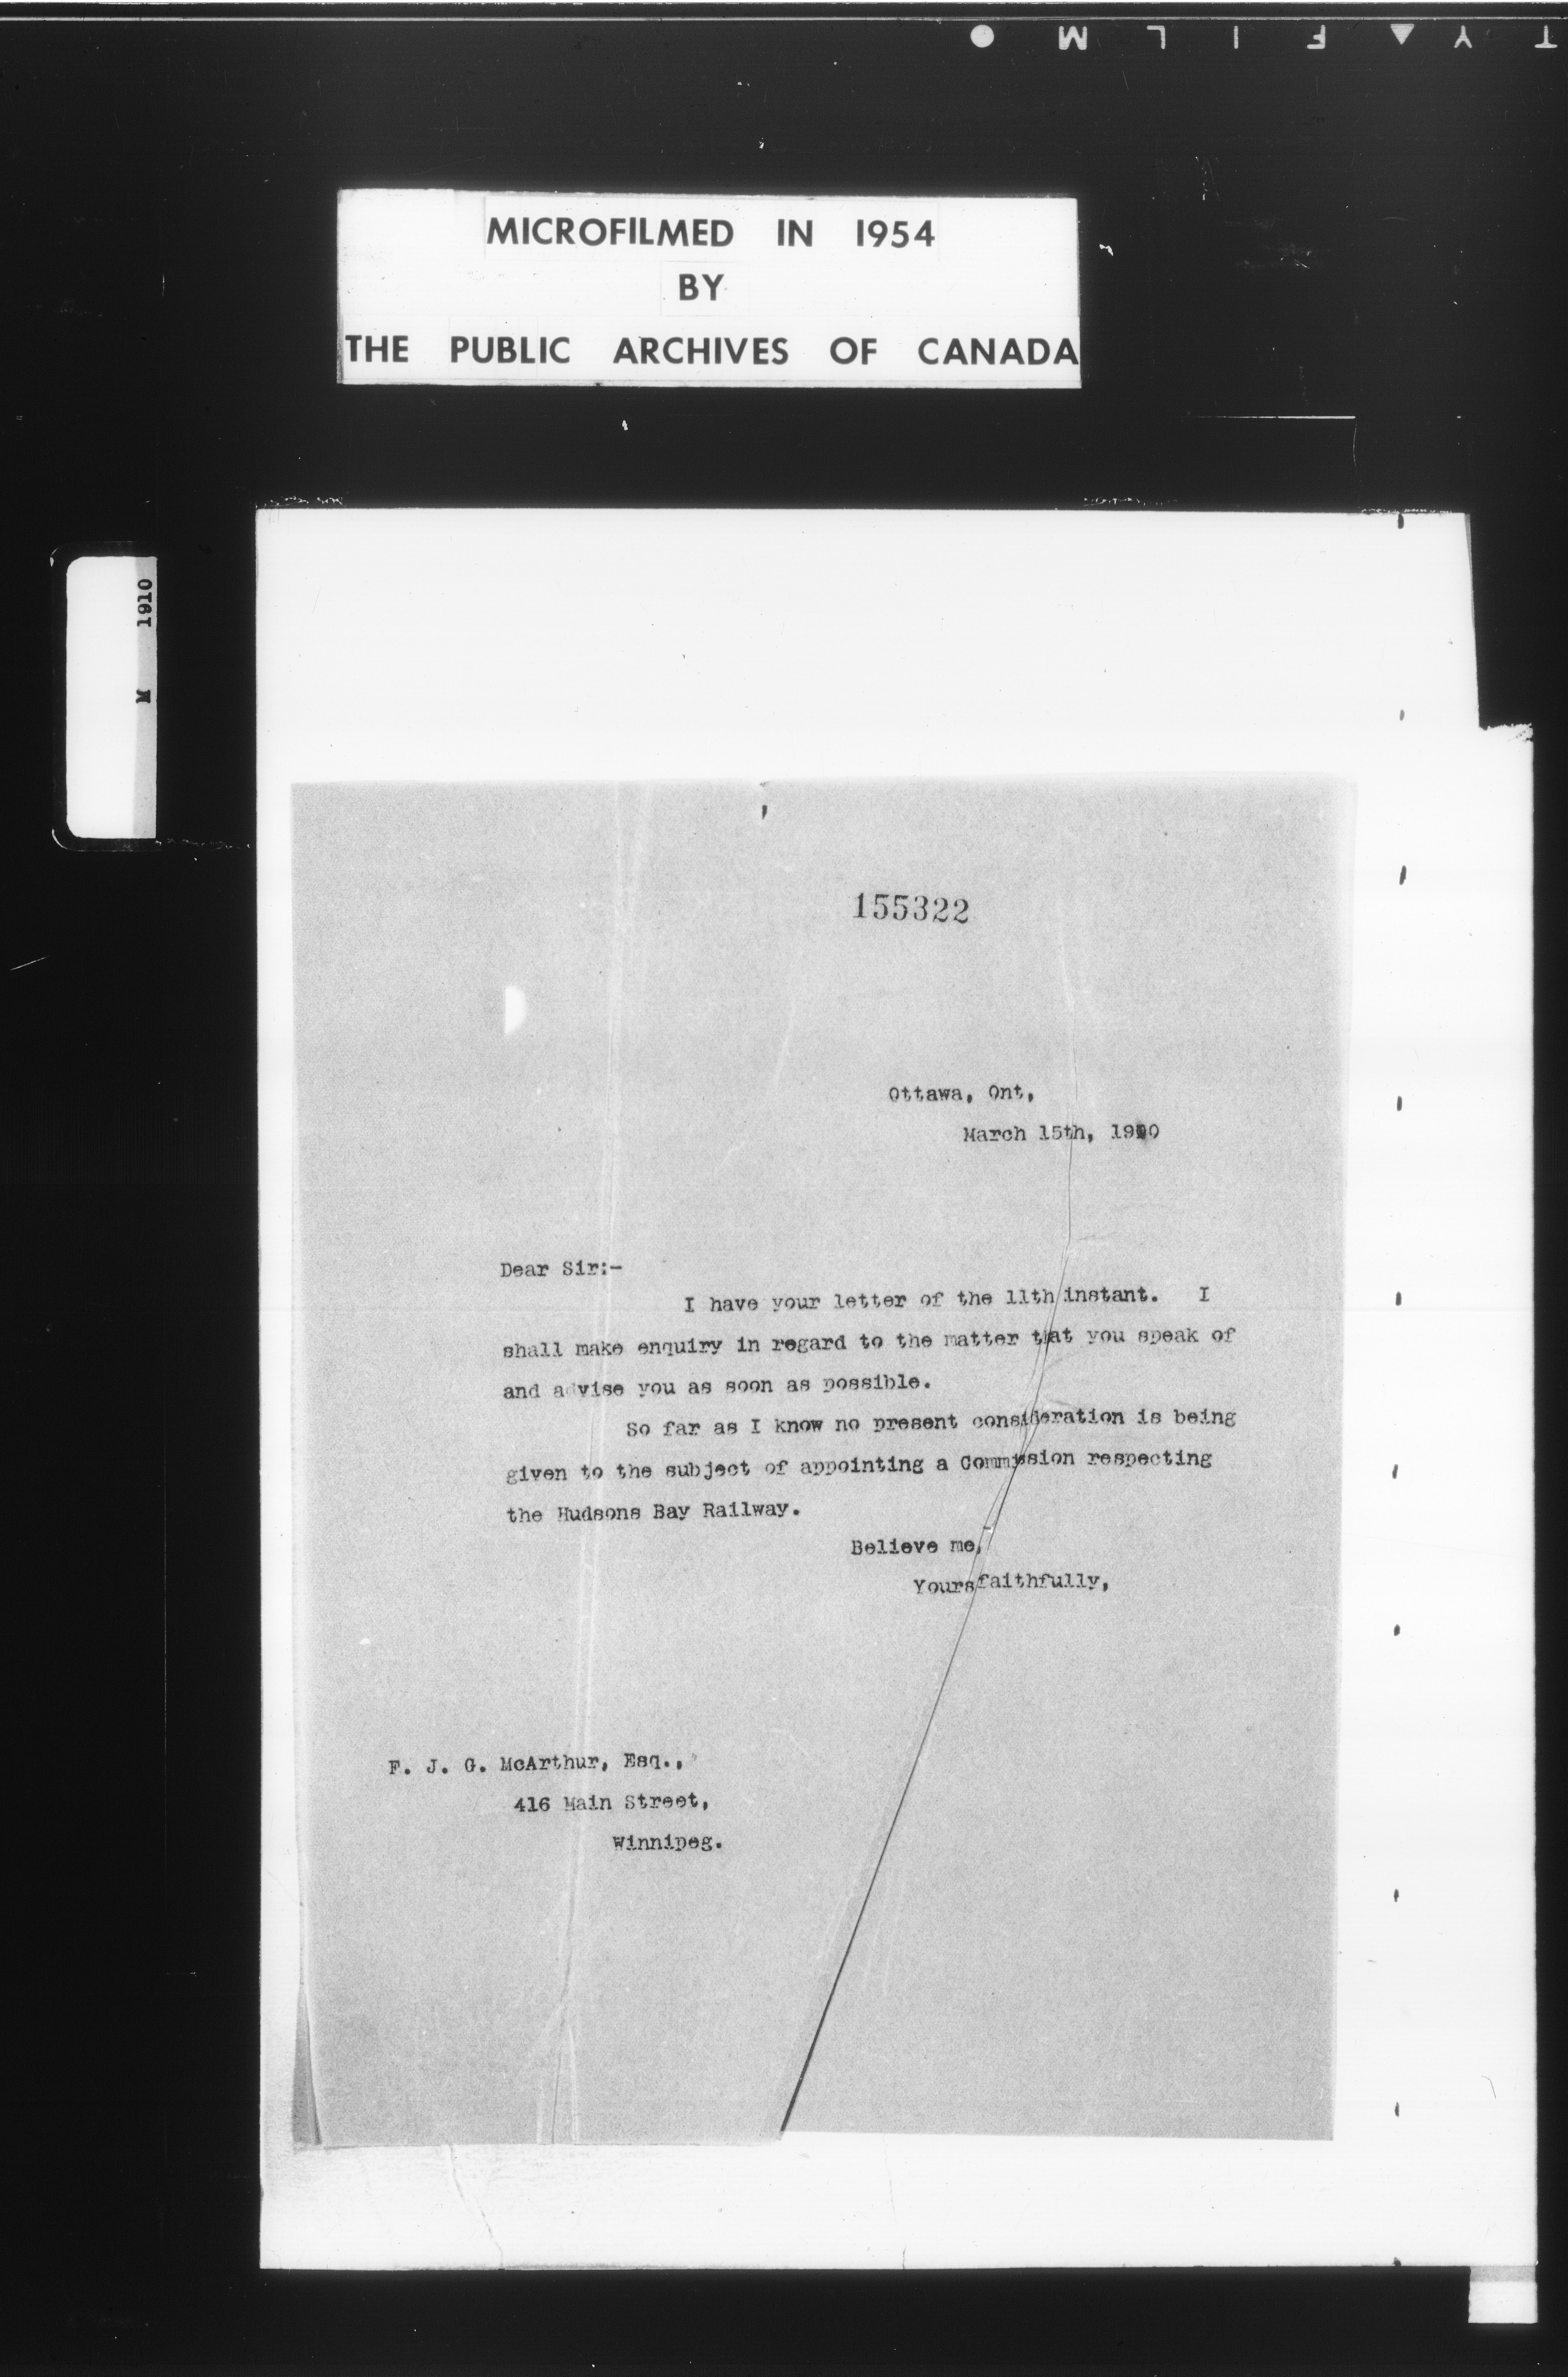 T Y ▲ F I L M ●
MICROFILMED IN 1954
BY
THE PUBLIC ARCHIVES OF CANADA
M 1910
155322
Ottawa, Ont,
March 15th, 1910
Dear Sir:-
I have your letter of the 11th instant. I
shall make enquiry in regard to the matter that you speak of
and advise you as soon as possible.
So far as I know no present consideration is being
given to the subject of appointing a Commission respecting
the Hudsons Bay Railway.
Believe me,
Yours faithfully,
F. J. G. McArthur, Esq.,
416 Main Street,
Winnipeg.